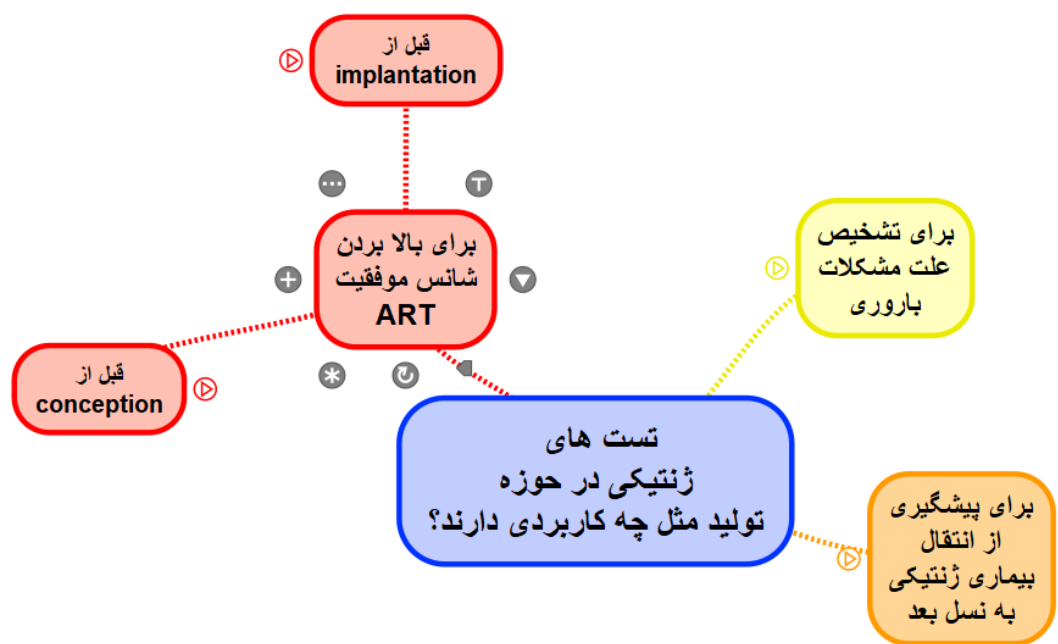 قبل از
implantation
برای بالا بردن
شانس موفقیت
ART
قبل از
conception
برای تشخیص
علت مشکلات
باروری
تست های
ژنتیکی در حوزه
تولید مثل چه کاربردی دارند؟
برای پیشگیری
از انتقال
بیماری ژنتیکی
به نسل بعد